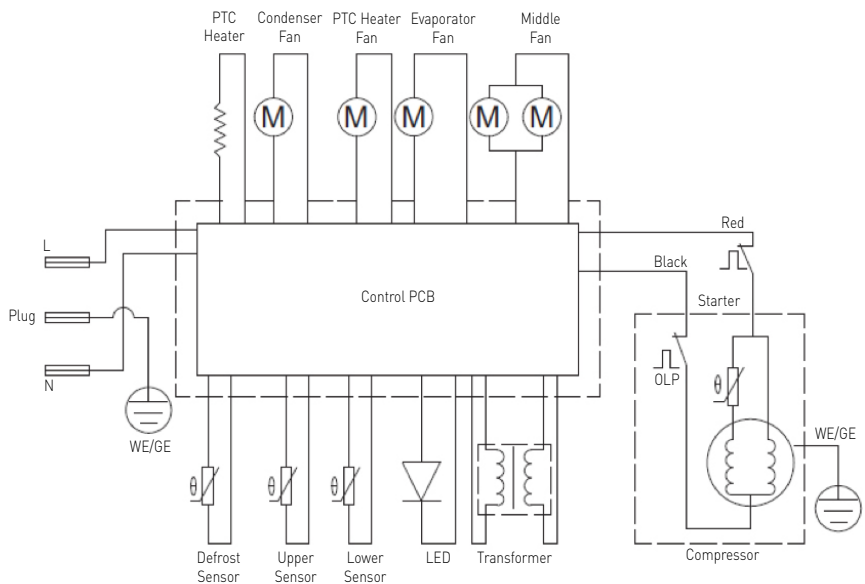 PTC
Heater
Condenser
Fan
PTC Heater
Fan
Evaporator
Fan
Middle
Fan
M
M
M
M
M
L
Plug
N
WE/GE
Control PCB
Red
Black
Starter
OLP
θ
WE/GE
Compressor
θ
θ
θ
Defrost
Sensor
Upper
Sensor
Lower
Sensor
LED
Transformer